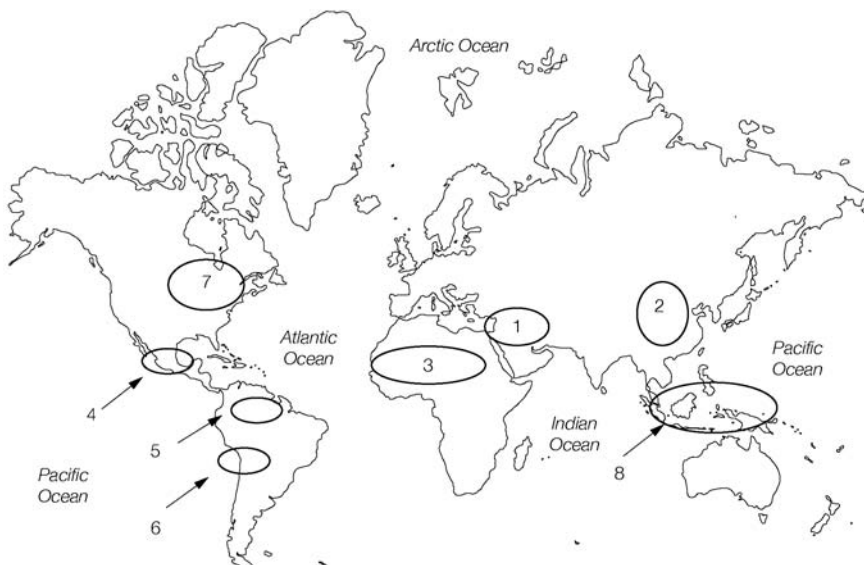 Arctic Ocean
7
2
1
Atlantic
Ocean
3
Pacific
Ocean
4
5
Indian
Ocean
8
Pacific
Ocean
6